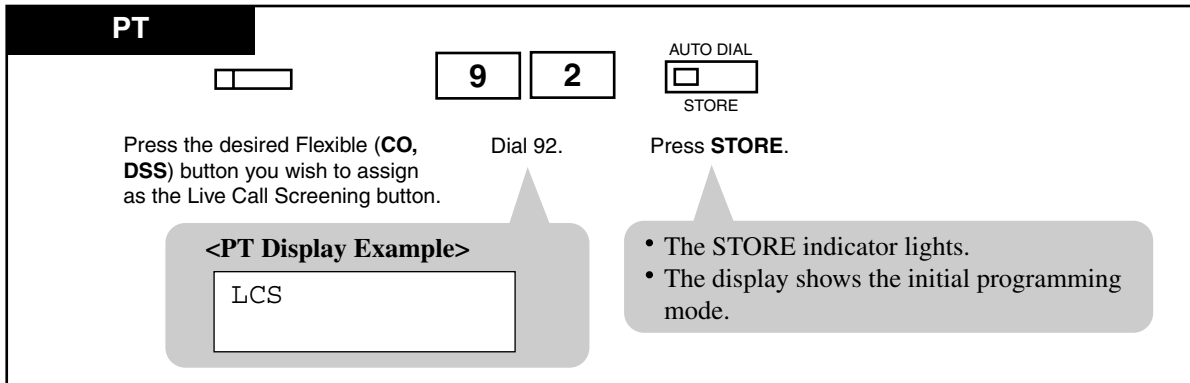 PT
9 2
AUTO DIAL
STORE
Press the desired Flexible (CO,
DSS) button you wish to assign
as the Live Call Screening button.
Dial 92.
Press STORE.
<PT Display Example>
LCS
• The STORE indicator lights.
• The display shows the initial programming
mode.